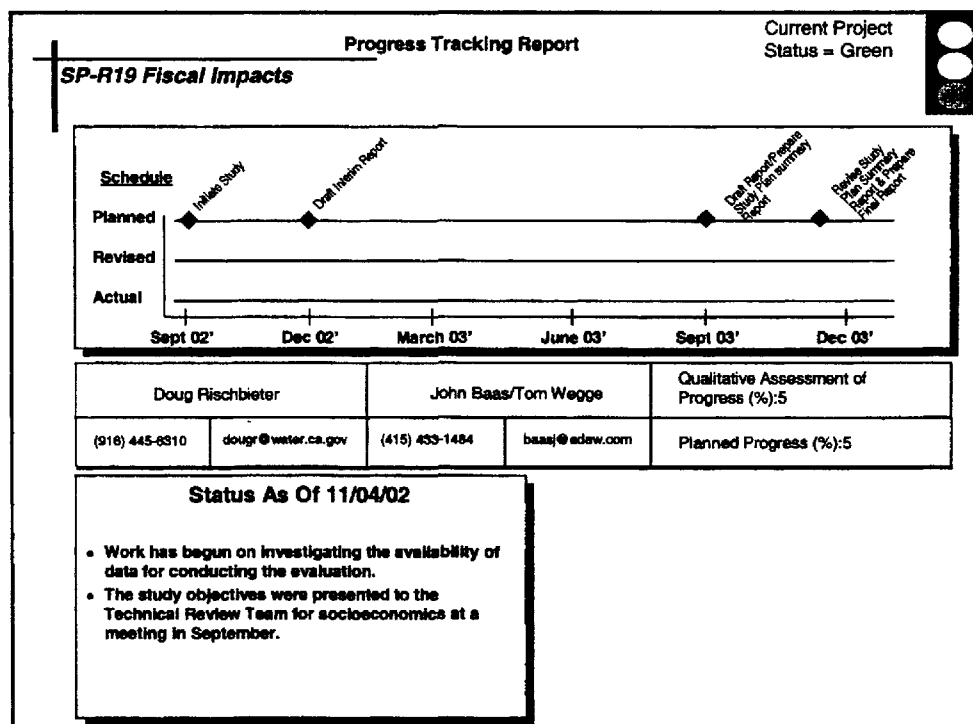 Progress Tracking Report
Current Project
Status = Green
SP-R19 Fiscal Impacts
Schedule
Initiate Study
Draft Interim Report
Draft Report/Prepare
Study Plan summary
Report
Revise Study
Plan Summary
Report & Prepare
Final Report
Planned
Revised
Actual
Sept 02'
Dec 02'
March 03'
June 03'
Sept 03'
Dec 03'
Doug Rischbieter
John Baas/Tom Wegge
Qualitative Assessment of
Progress (%):5
(916) 445-6310
dougr@water.ca.gov
(415) 433-1484
baasj@edaw.com
Planned Progress (%):5
Status As Of 11/04/02
• Work has begun on investigating the availability of
data for conducting the evaluation.
• The study objectives were presented to the
Technical Review Team for socioeconomics at a
meeting in September.